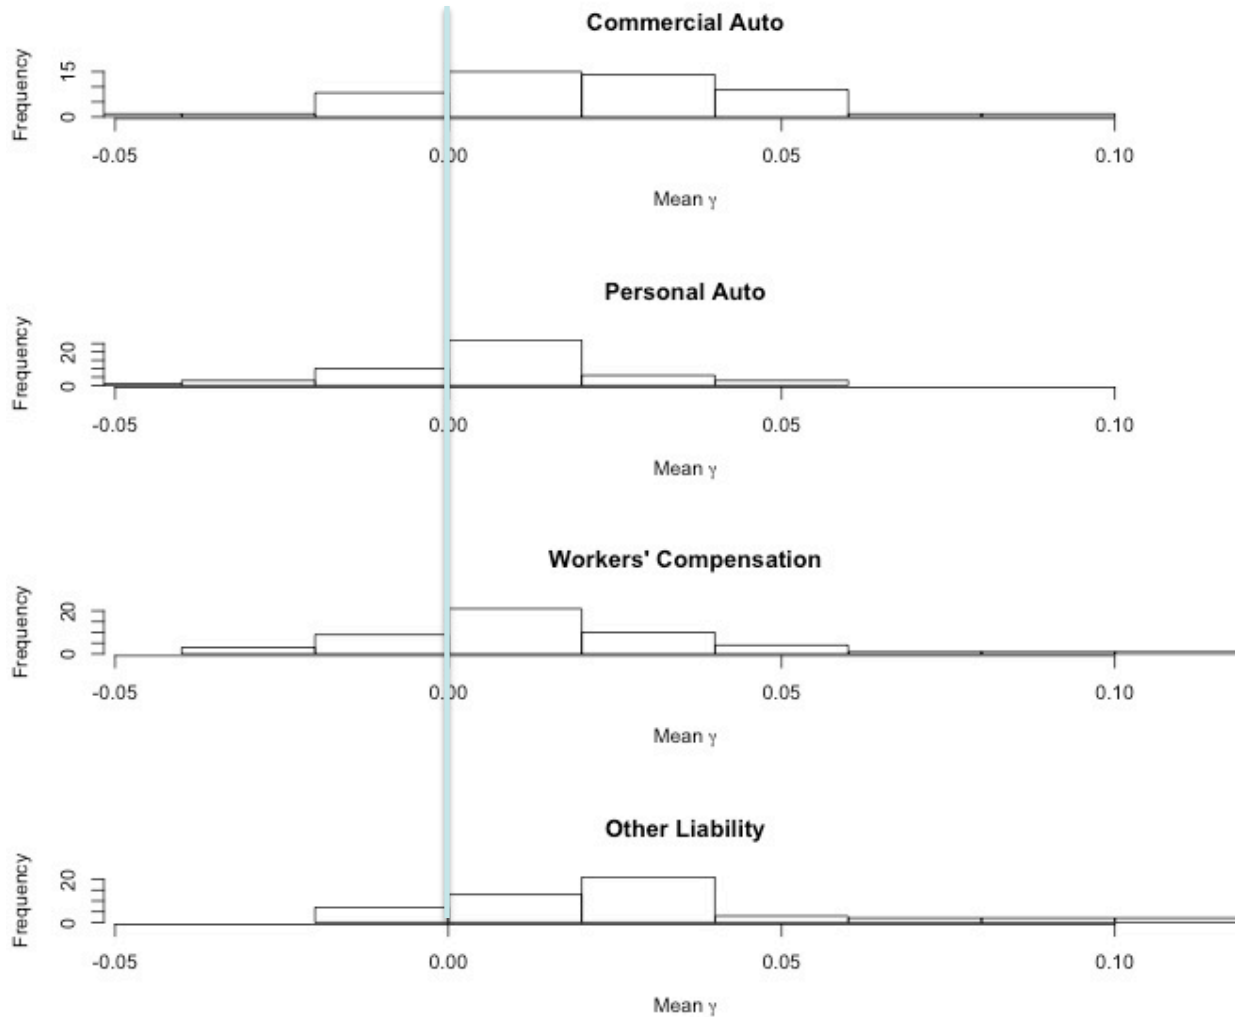 Commercial Auto
Frequency
15
0
-0.05 0.00 0.05 0.10
Mean γ
Personal Auto
Frequency
20
0
-0.05 0.00 0.05 0.10
Mean γ
Workers' Compensation
Frequency
20
0
-0.05 0.00 0.05 0.10
Mean γ
Other Liability
Frequency
20
0
-0.05 0.00 0.05 0.10
Mean γ